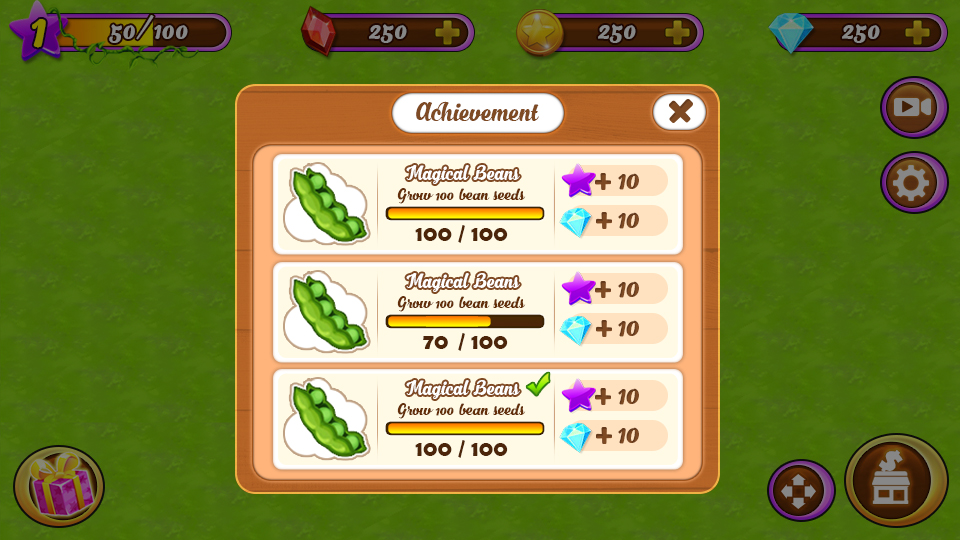 1 50/100 250 250 250
Achievement
Magical Beans
Grow 100 bean seeds
100 / 100
+ 10
+ 10
Magical Beans
Grow 100 bean seeds
70 / 100
+ 10
+ 10
Magical Beans
Grow 100 bean seeds
100 / 100
+ 10
+ 10